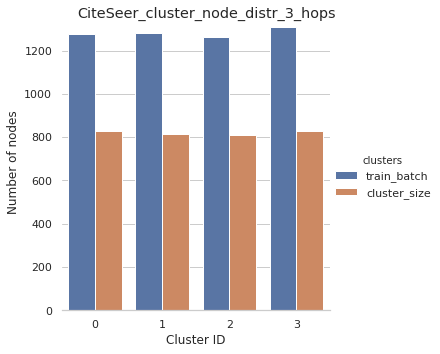 CiteSeer_cluster_node_distr_3_hops
Number of nodes
1200
1000
800
600
400
200
0
0 1 2 3
Cluster ID
clusters
train_batch
cluster_size